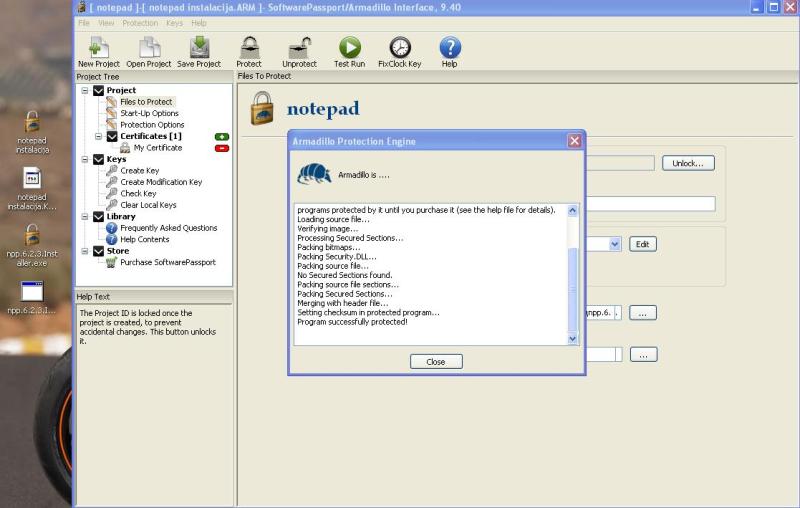 [ notepad ]-[ notepad instalacija.ARM ]- SoftwarePassport/Armadillo Interface, 9.40
File View Protection Keys Help
New Project Open Project Save Project Protect Unprotect Test Run FixClock Key Help
Project Tree
Project
Files to Protect
Start-Up Options
Protection Options
Certificates [1]
My Certificate
Keys
Create Key
Create Modification Key
Check Key
Clear Local Keys
Library
Frequently Asked Questions
Help Contents
Store
Purchase SoftwarePassport
Help Text
The Project ID is locked once the
project is created, to prevent
accidental changes. This button unlocks
it.
Files To Protect
notepad
Unlock...
Edit
npp.6.
...
...
Armadillo Protection Engine
Armadillo is ....
programs protected by it until you purchase it (see the help file for details).
Loading source file...
Verifying image...
Processing Secured Sections...
Packing bitmaps...
Packing Security.DLL...
Packing source file...
No Secured Sections found.
Packing source file sections...
Packing Secured Sections...
Merging with header file...
Setting checksum in protected program...
Program successfully protected!
Close
notepad
instalacija
notepad
instalacija.K...
npp.6.2.3.Inst
aller.exe
npp.6.2.3.I...